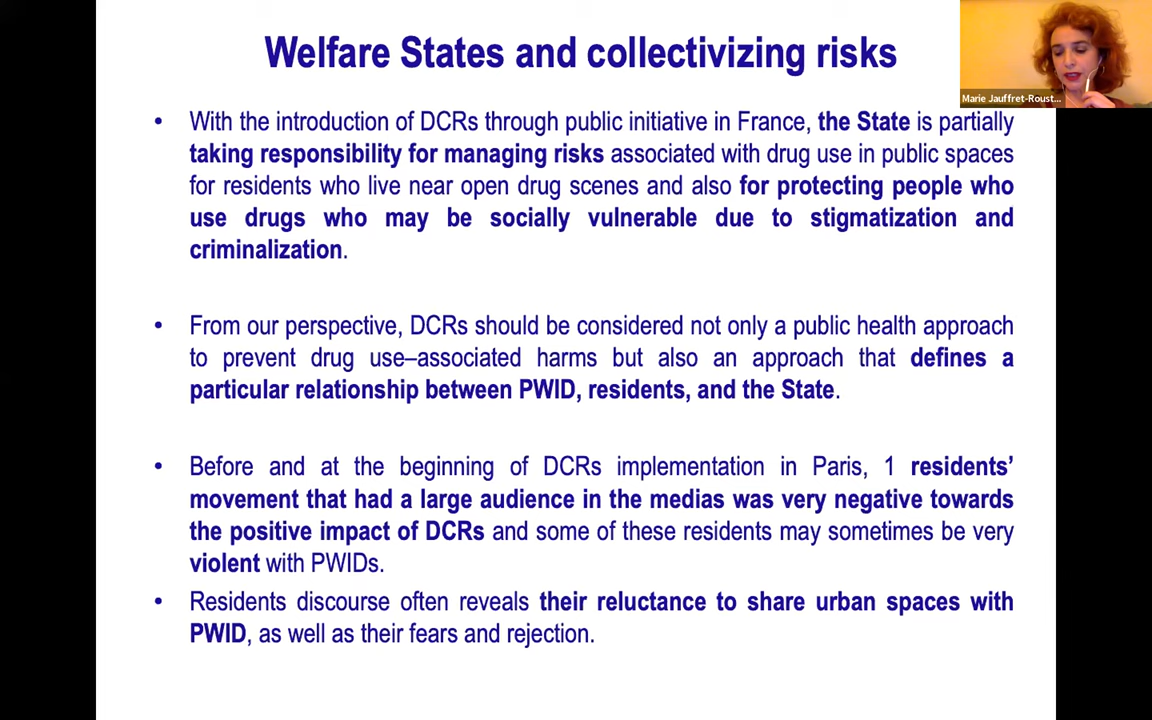 Welfare States and collectivizing risks
Marie Jauffret-Roust...
• With the introduction of DCRs through public initiative in France, the State is partially
taking responsibility for managing risks associated with drug use in public spaces
for residents who live near open drug scenes and also for protecting people who
use drugs who may be socially vulnerable due to stigmatization and
criminalization.
• From our perspective, DCRs should be considered not only a public health approach
to prevent drug use–associated harms but also an approach that defines a
particular relationship between PWID, residents, and the State.
• Before and at the beginning of DCRs implementation in Paris, 1 residents’
movement that had a large audience in the medias was very negative towards
the positive impact of DCRs and some of these residents may sometimes be very
violent with PWIDs.
• Residents discourse often reveals their reluctance to share urban spaces with
PWID, as well as their fears and rejection.